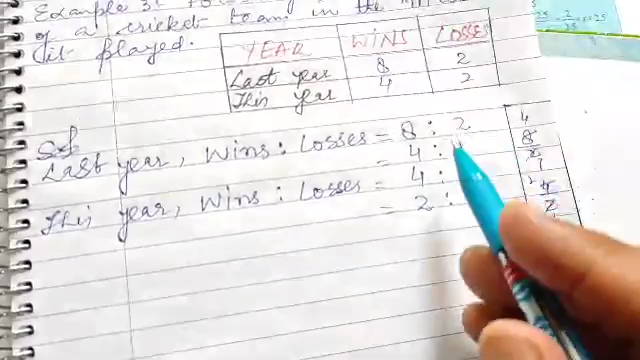 Example 3:
of a cricket team in the
it played.
YEAR WINS LOSSES
Last year 8 2
This year 4 2
Sol
Last year, Wins : Losses = 8 : 2
= 4 :
This year, Wins : Losses = 4 :
= 2 :
4
8
2
1
2
4
2